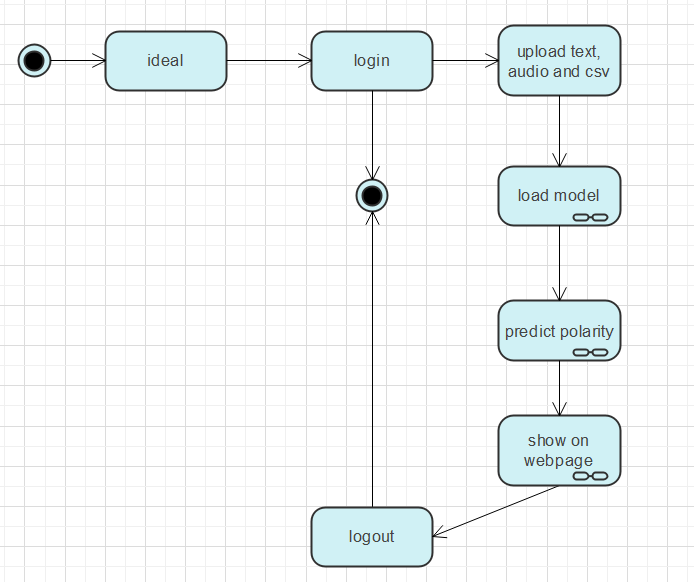 ideal
login
upload text,
audio and csv
load model
predict polarity
show on
webpage
logout